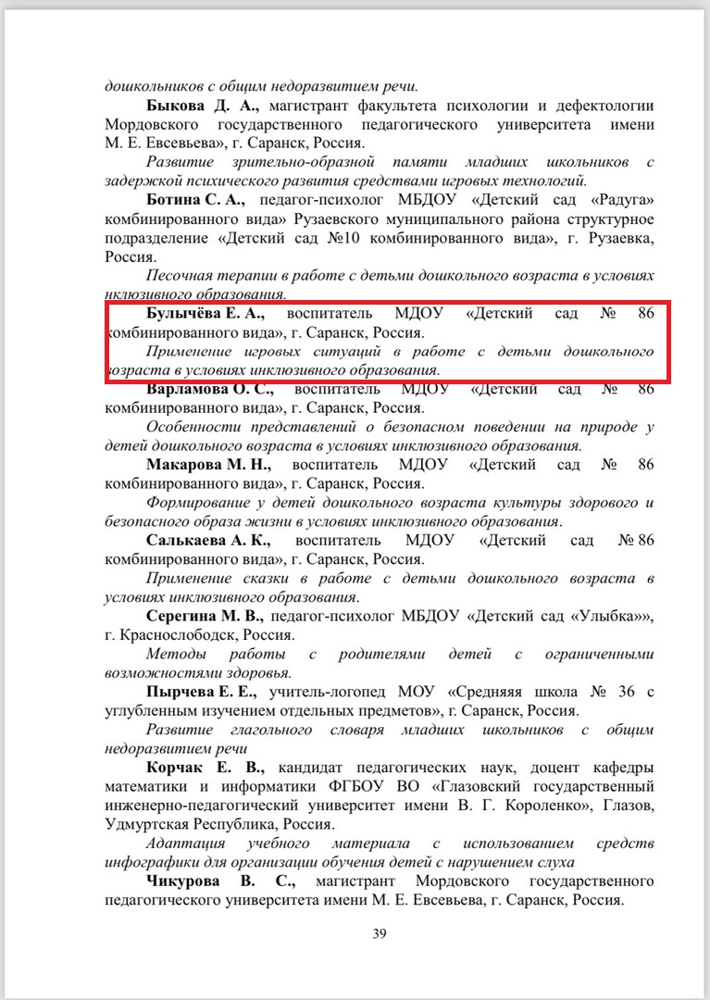 дошкольников с общим недоразвитием речи.
Быкова Д. А., магистрант факультета психологии и дефектологии
Мордовского государственного педагогического университета имени
М. Е. Евсевьева», г. Саранск, Россия.
Развитие зрительно-образной памяти младших школьников с
задержкой психического развития средствами игровых технологий.
Ботина С. А., педагог-психолог МБДОУ «Детский сад «Радуга»
комбинированного вида» Рузаевского муниципального района структурное
подразделение «Детский сад №10 комбинированного вида», г. Рузаевка,
Россия.
Песочная терапии в работе с детьми дошкольного возраста в условиях
нклюзивного образования.
Булычёва Е. А., воспитатель МДОУ «Детский сад № 86
комбинированного вида», г. Саранск, Россия.
Применение игровых ситуаций в работе с детьми дошкольного
возраста в условиях инклюзивного образования.
Варламова О. С., воспитатель МДОУ «Детский сад № 86
комбинированного вида», г. Саранск, Россия.
Особенности представлений о безопасном поведении на природе у
детей дошкольного возраста в условиях инклюзивного образования.
Макарова М. Н., воспитатель МДОУ «Детский сад № 86
комбинированного вида», г. Саранск, Россия.
Формирование у детей дошкольного возраста культуры здорового и
безопасного образа жизни в условиях инклюзивного образования.
Салькаева А. К., воспитатель МДОУ «Детский сад № 86
комбинированного вида», г. Саранск, Россия.
Применение сказки в работе с детьми дошкольного возраста в
условиях инклюзивного образования.
Серегина М. В., педагог-психолог МБДОУ «Детский сад «Улыбка»»,
г. Краснослободск, Россия.
Методы работы с родителями детей с ограниченными
возможностями здоровья.
Пырчева Е. Е., учитель-логопед МОУ «Средняяя школа № 36 с
углубленным изучением отдельных предметов», г. Саранск, Россия.
Развитие глагольного словаря младших школьников с общим
недоразвитием речи
Корчак Е. В., кандидат педагогических наук, доцент кафедры
математики и информатики ФГБОУ ВО «Глазовский государственный
инженерно-педагогический университет имени В. Г. Короленко», Глазов,
Удмуртская Республика, Россия.
Адаптация учебного материала с использованием средств
инфографики для организации обучения детей с нарушением слуха
Чикурова В. С., магистрант Мордовского государственного
педагогического университета имени М. Е. Евсевьева, г. Саранск, Россия.
39